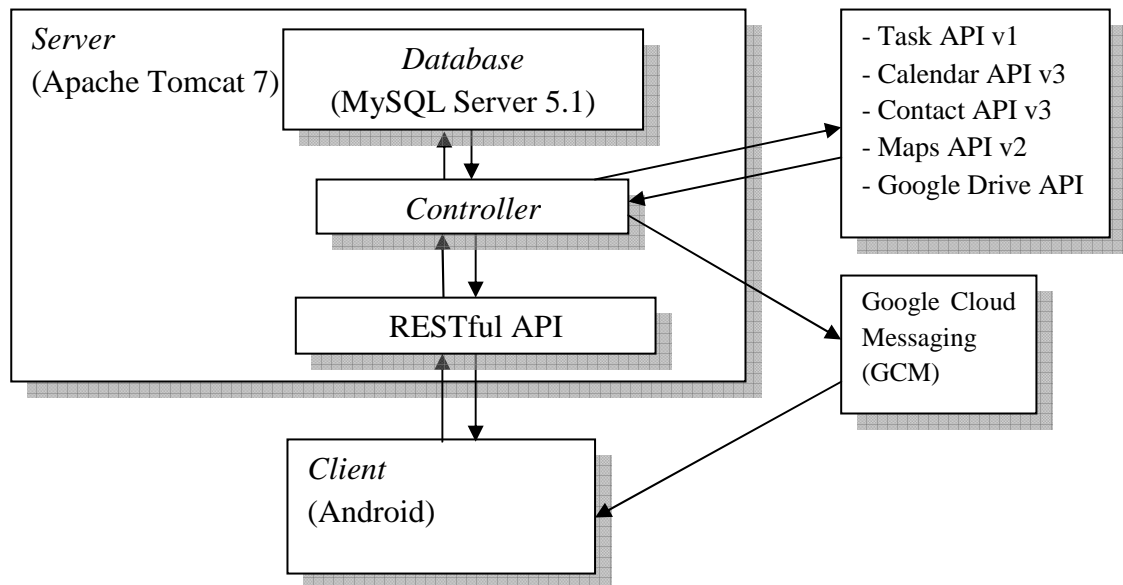 Server
(Apache Tomcat 7)
Database
(MySQL Server 5.1)
Controller
RESTful API
Client
(Android)
- Task API v1
- Calendar API v3
- Contact API v3
- Maps API v2
- Google Drive API
Google Cloud
Messaging
(GCM)